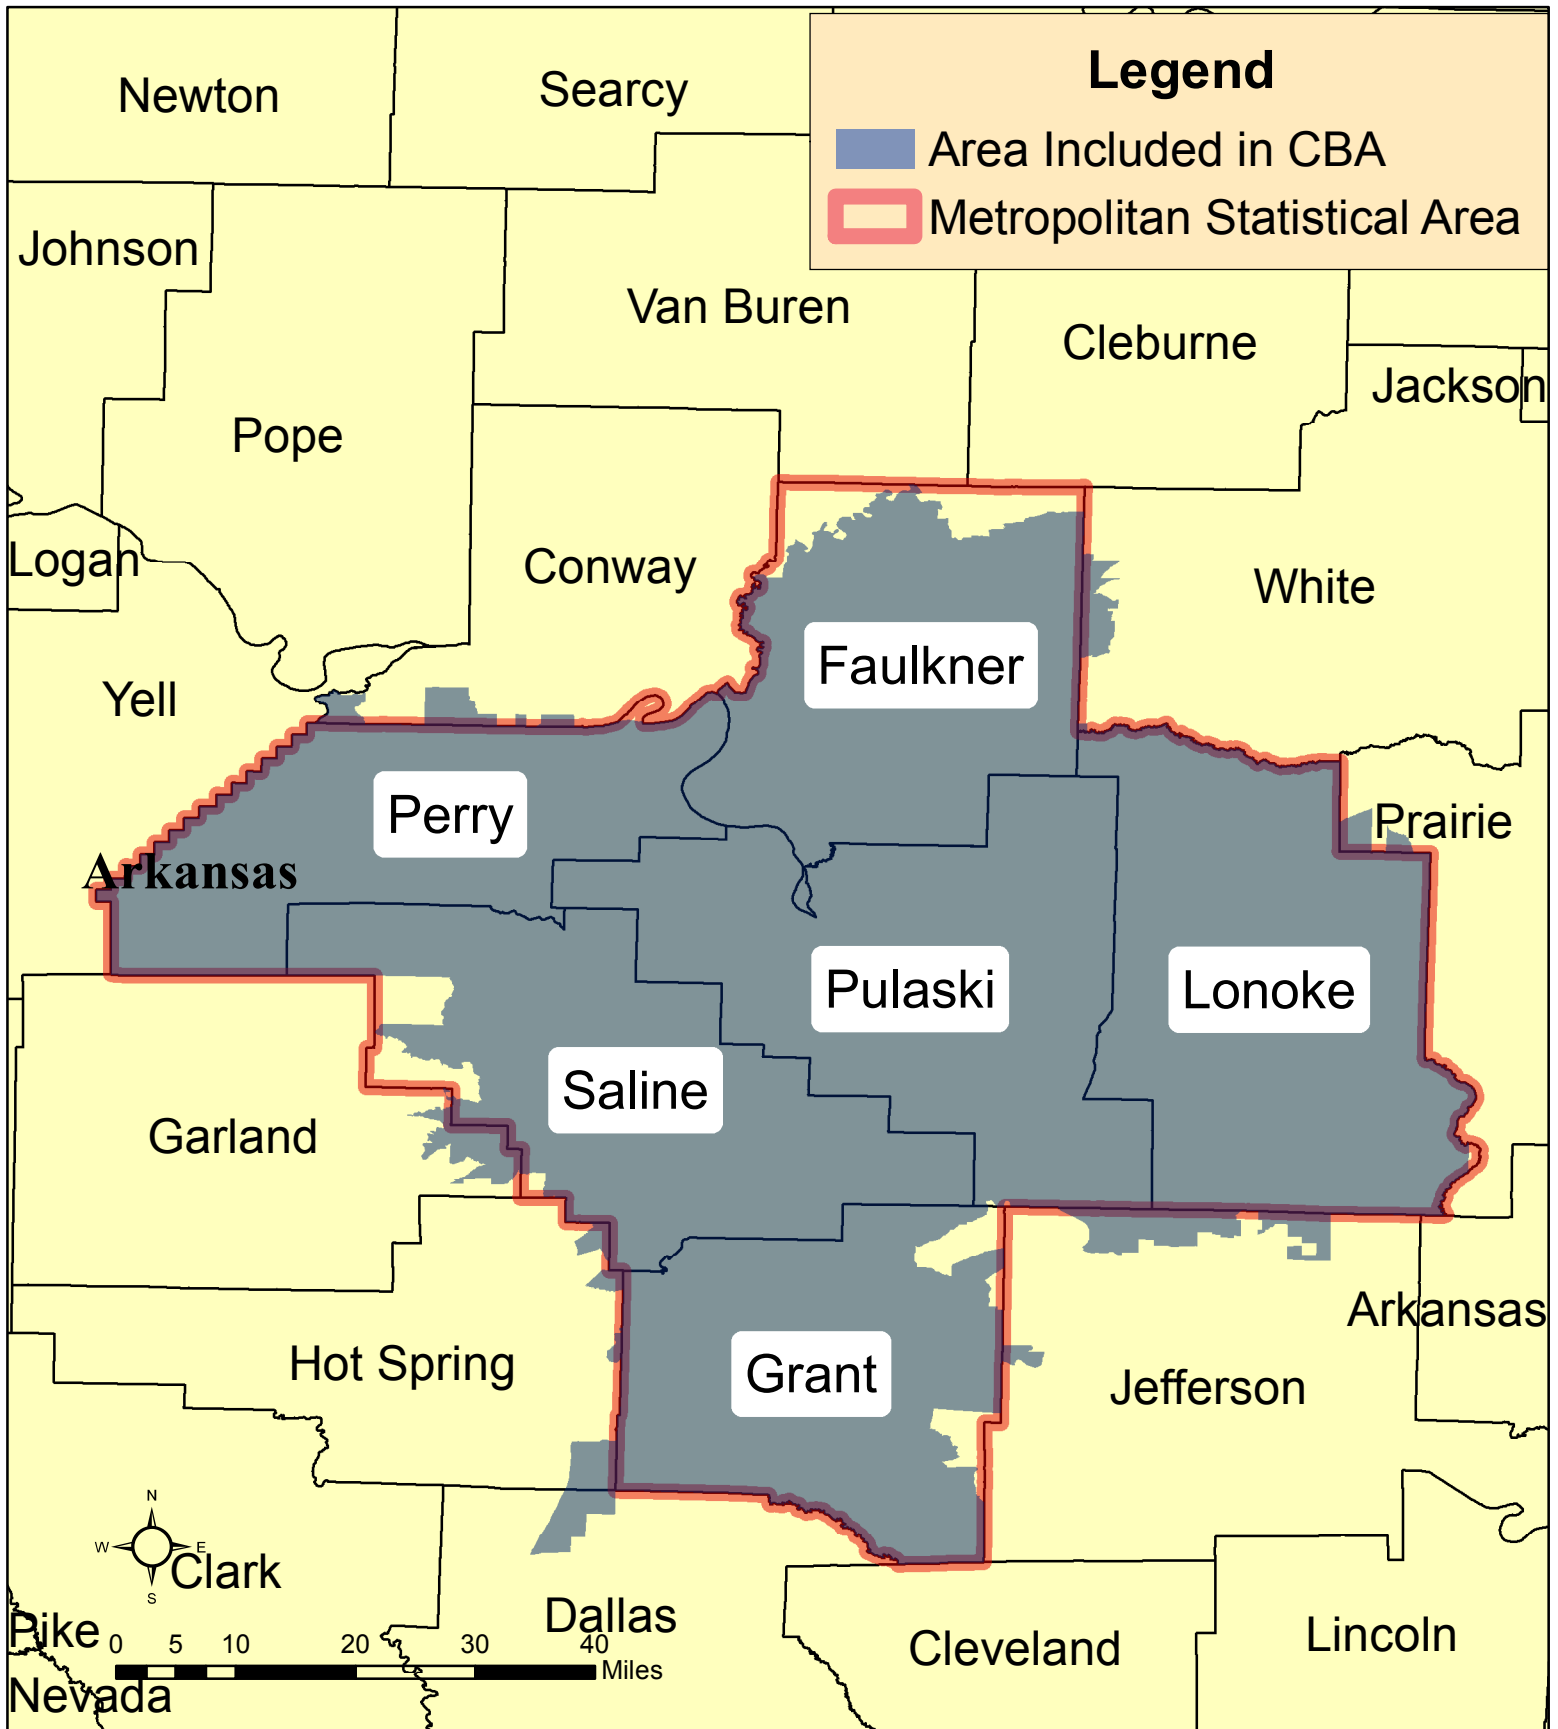 Legend
Area Included in CBA
Metropolitan Statistical Area
Newton
Searcy
Johnson
Van Buren
Cleburne
Jackson
Pope
Logan
Conway
White
Faulkner
Yell
Perry
Prairie
Arkansas
Pulaski
Lonoke
Saline
Garland
Arkansas
Hot Spring
Grant
Jefferson
N
W E
S
Clark
Dallas
Pike
Cleveland
Lincoln
0 5 10 20 30 40
Miles
Nevada